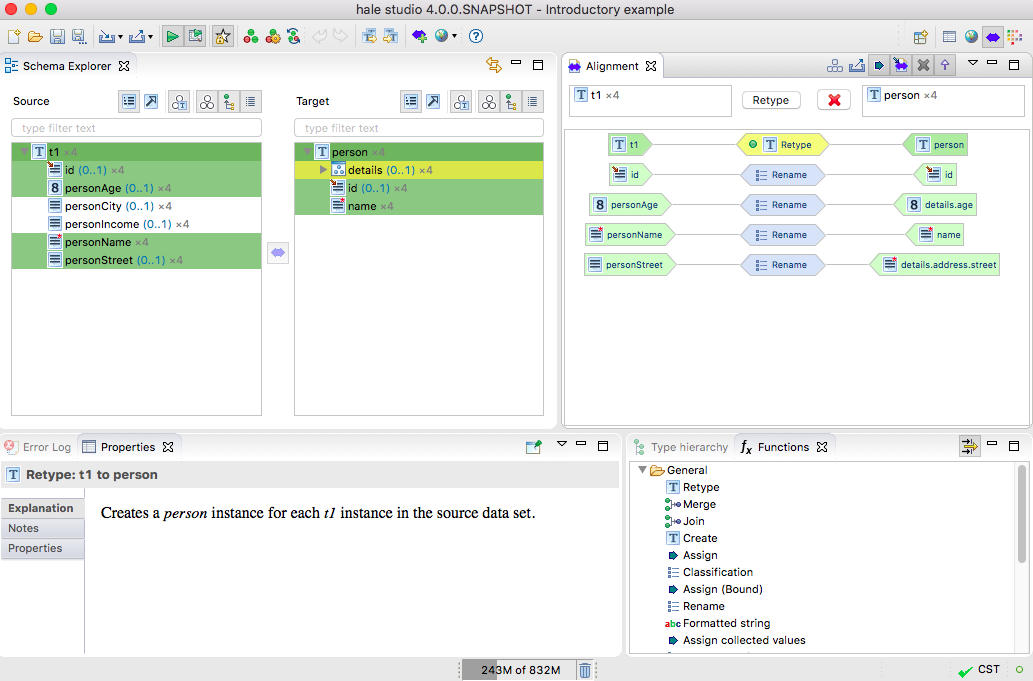 hale studio 4.0.0.SNAPSHOT - Introductory example
Schema Explorer
Source
type filter text
t1 ×4
id (0..1) ×4
personAge (0..1) ×4
personCity (0..1) ×4
personIncome (0..1) ×4
personName ×4
personStreet (0..1) ×4
Target
type filter text
person ×4
details (0..1) ×4
id (0..1) ×4
name ×4
Alignment
t1 ×4
Retype
person ×4
t1 Retype person
id Rename id
personAge Rename details.age
personName Rename name
personStreet Rename details.address.street
Error Log
Properties
Retype: t1 to person
Explanation
Notes
Properties
Creates a person instance for each t1 instance in the source data set.
Type hierarchy
Functions
General
Retype
Merge
Join
Create
Assign
Classification
Assign (Bound)
Rename
abc Formatted string
Assign collected values
243M of 832M
CST